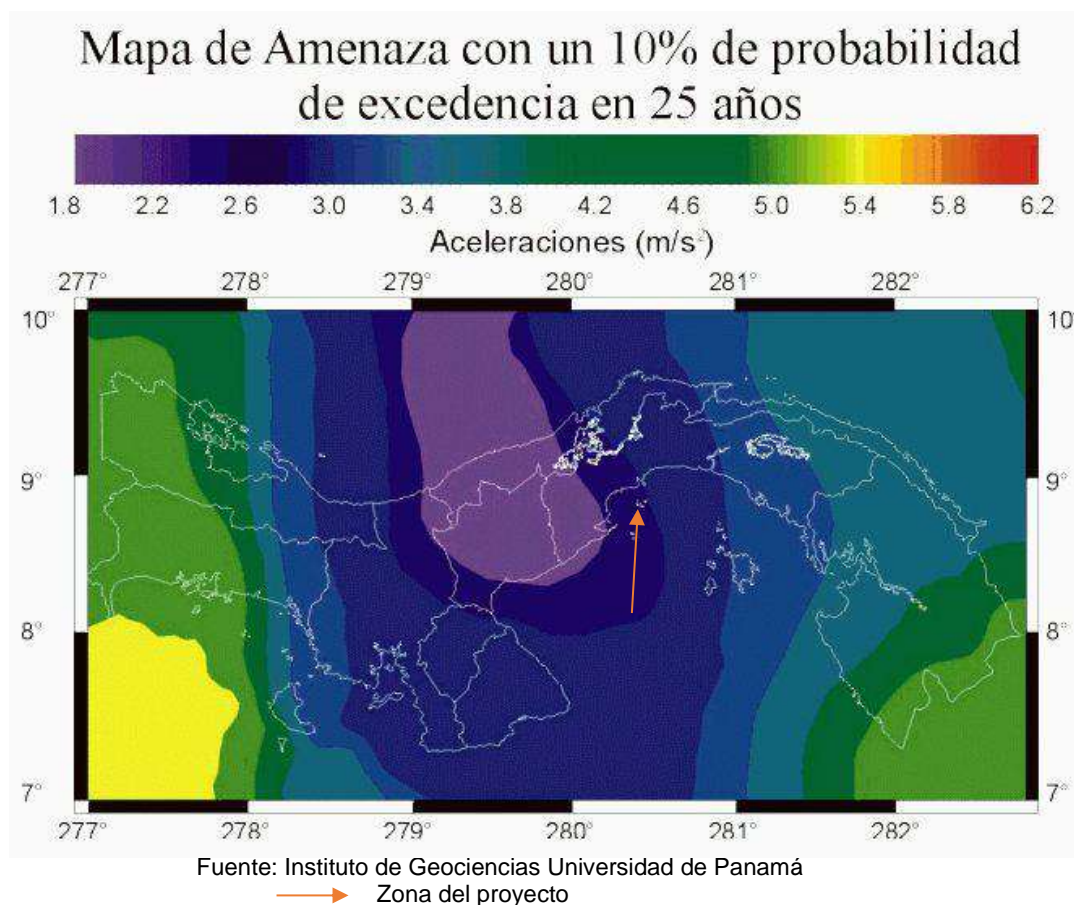 Mapa de Amenaza con un 10% de probabilidad
de excedencia en 25 años
1.8 2.2 2.6 3.0 3.4 3.8 4.2 4.6 5.0 5.4 5.8 6.2
Aceleraciones (m/s²)
277° 278° 279° 280° 281° 282°
10° 10°
9° 9°
8° 8°
7° 7°
277° 278° 279° 280° 281° 282°
Fuente: Instituto de Geociencias Universidad de Panamá
Zona del proyecto